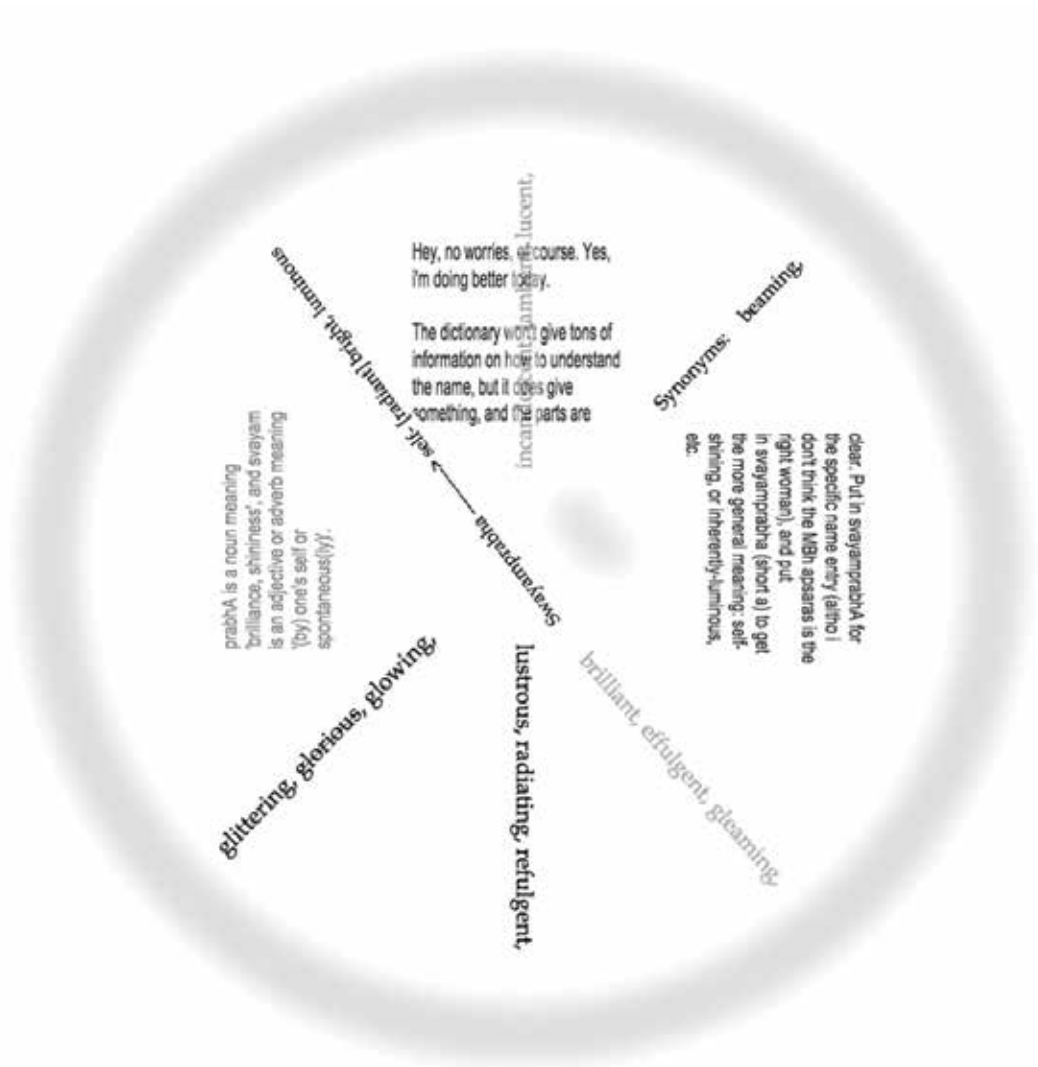 Swayamprabha ——> self- [radiant] bright, luminous
Synonyms: beaming,
brilliant, effulgent, gleaming,
lustrous, radiating, refulgent,
glittering, glorious, glowing,
incandescent, lambent, lucent,
Hey, no worries, of course. Yes,
i'm doing better today.
The dictionary won't give tons of
information on how to understand
the name, but it does give
something, and the parts are
clear. Put in svayamprabhA for
the specific name entry (altho i
don't think the MBh apsaras is the
right woman), and put
in svayamprabha (short a) to get
the more general meaning: self-
shining, or inherently-luminous,
etc.
prabhA is a noun meaning
'brilliance, shininess', and svayam
is an adjective or adverb meaning
'(by) one's self or
spontaneous(ly)'.